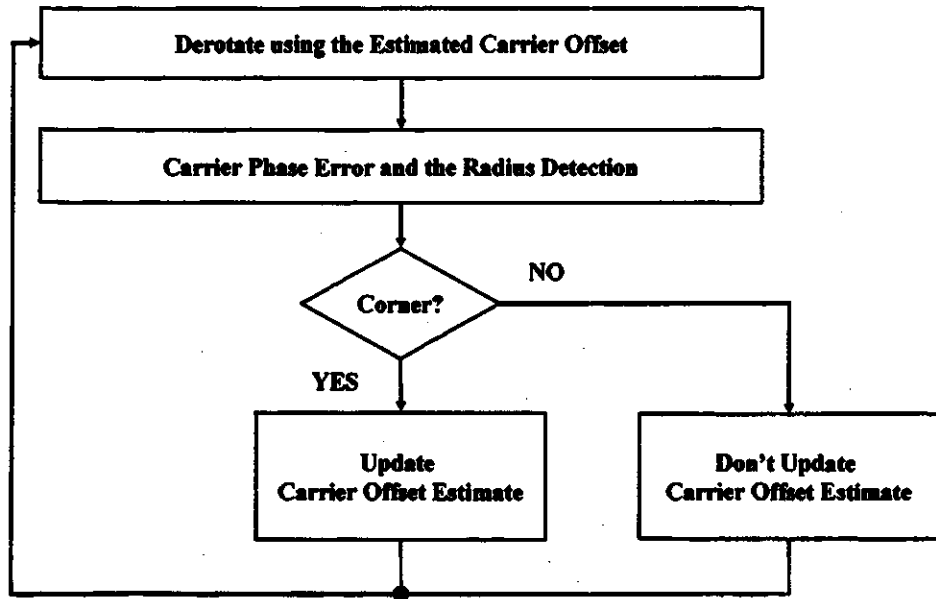 Derotate using the Estimated Carrier Offset
Carrier Phase Error and the Radius Detection
Corner?
NO
YES
Update
Carrier Offset Estimate
Don't Update
Carrier Offset Estimate